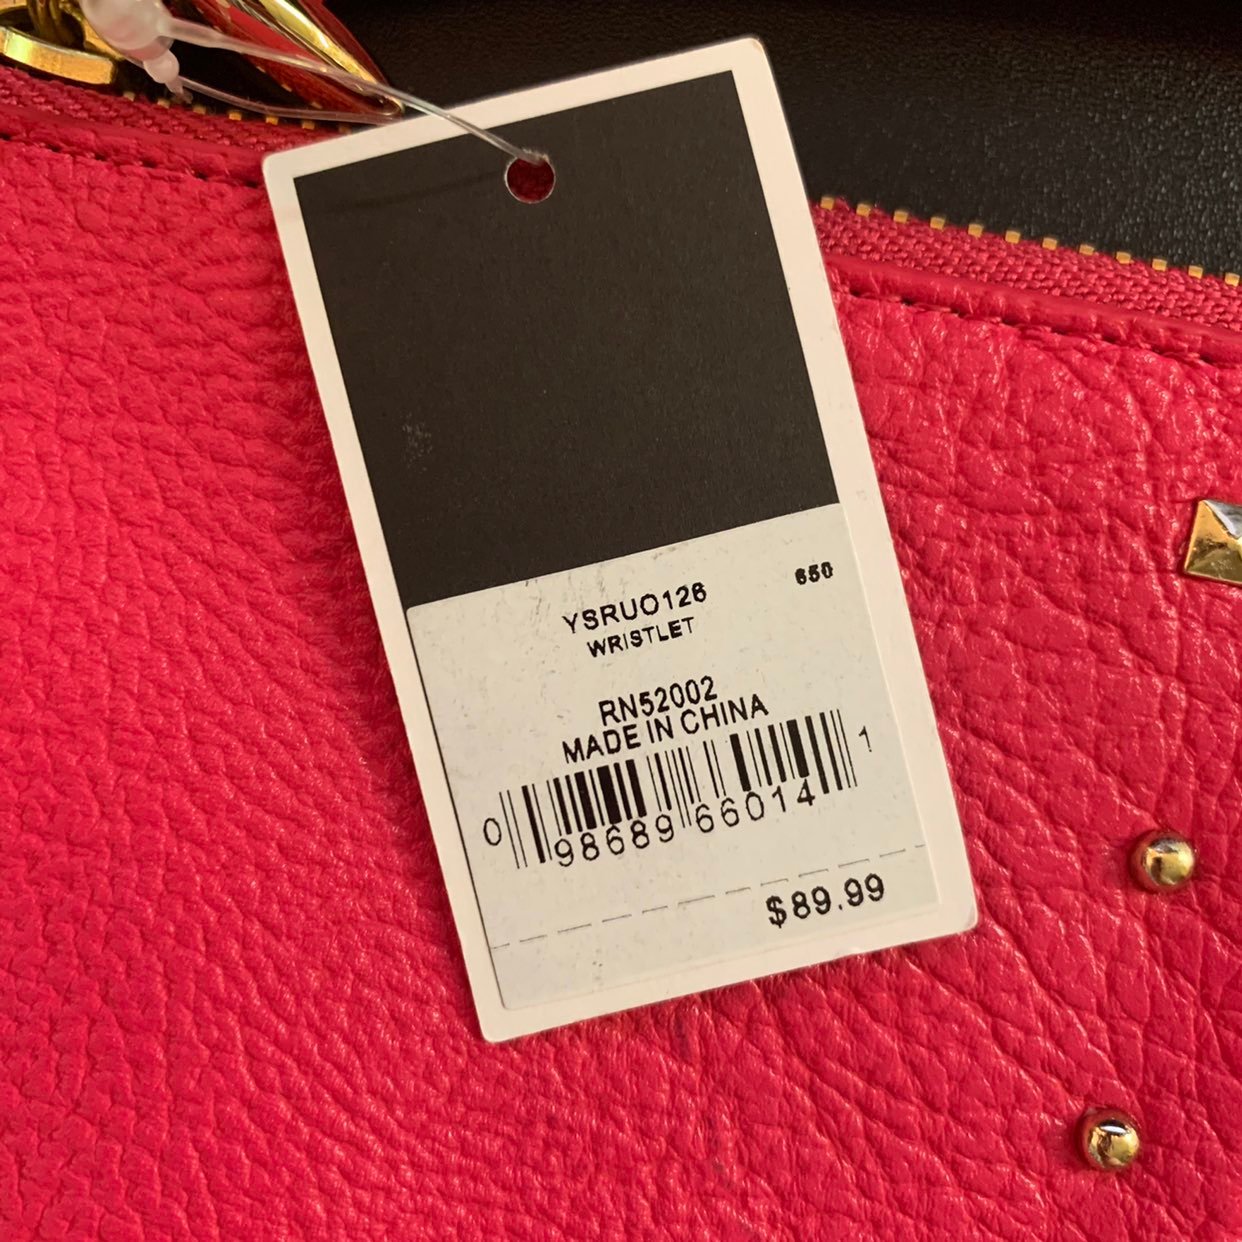 YSRUO126 650
WRISTLET
RN52002
MADE IN CHINA
0 98689 66014 1
$89.99